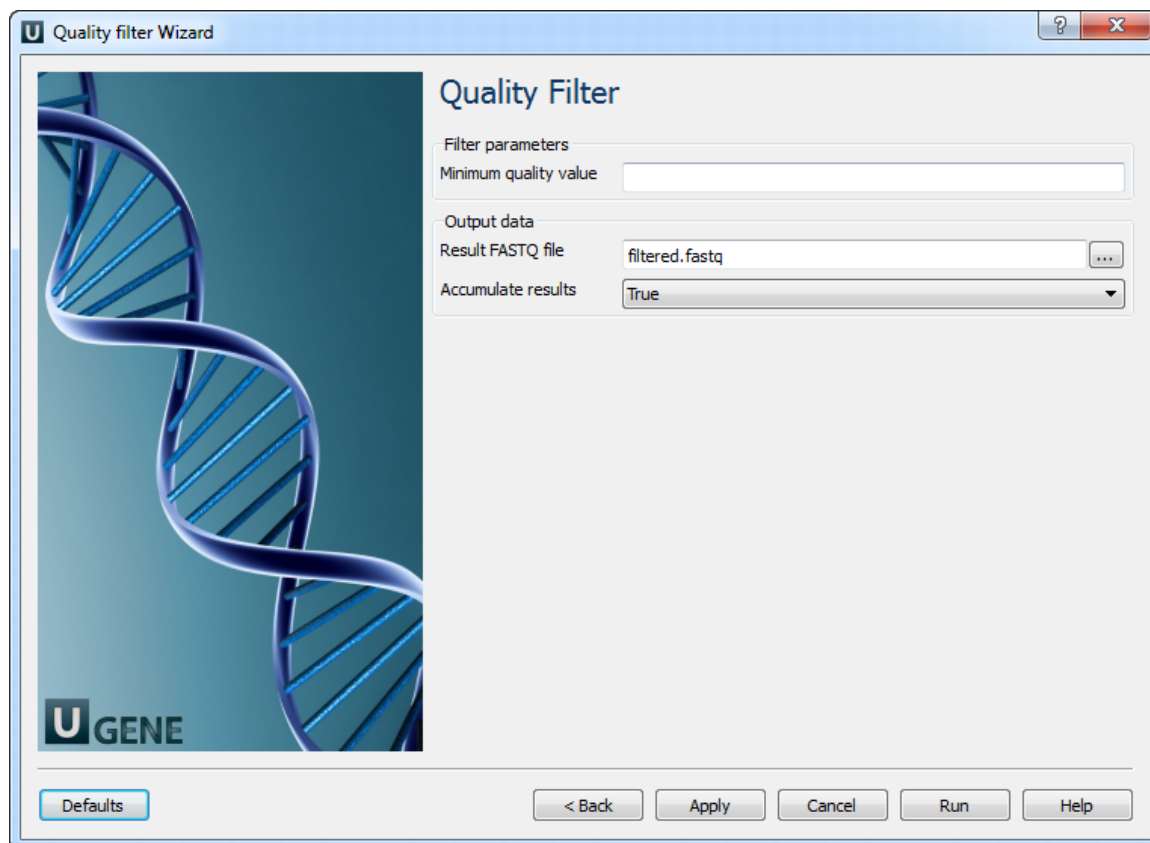 U Quality filter Wizard
?
X
Quality Filter
Filter parameters
Minimum quality value
Output data
Result FASTQ file filtered.fastq ...
Accumulate results True
U GENE
Defaults < Back Apply Cancel Run Help